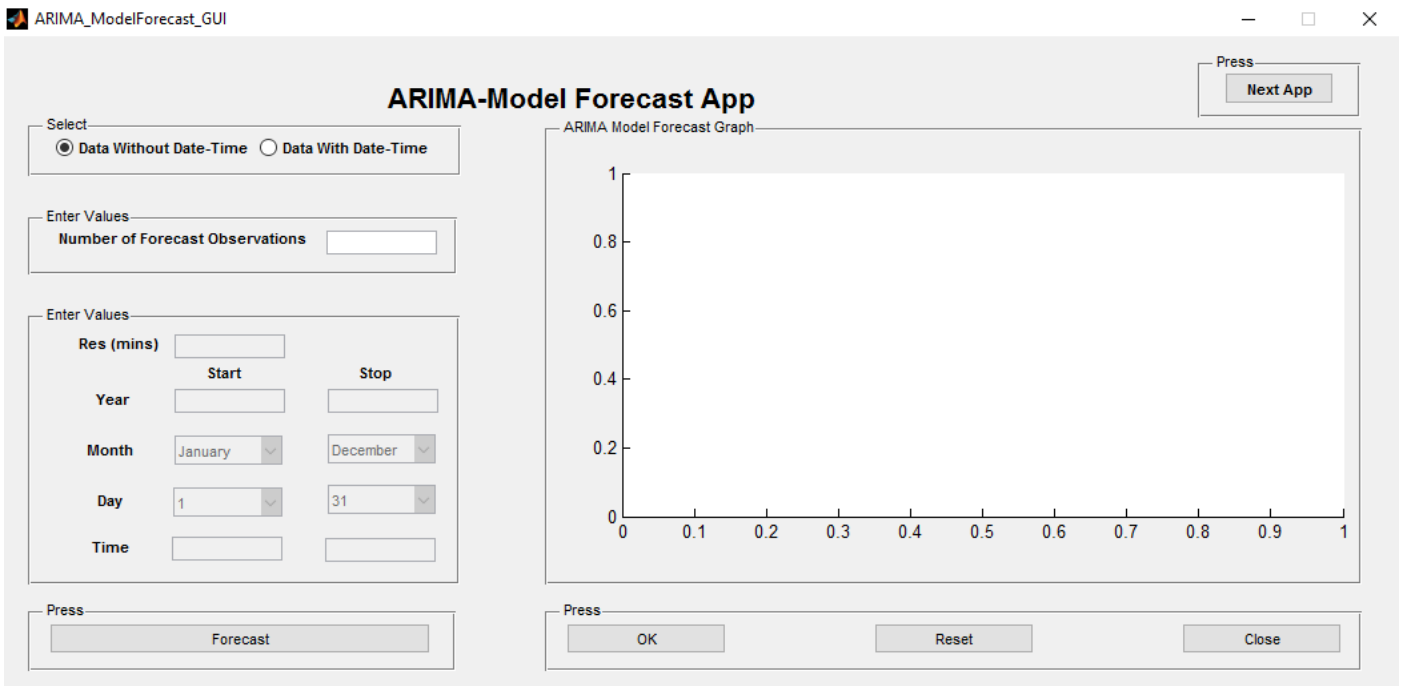 ARIMA_ModelForecast_GUI
Press
Next App
ARIMA-Model Forecast App
Select
Data Without Date-Time Data With Date-Time
Enter Values
Number of Forecast Observations
Enter Values
Res (mins)
Start Stop
Year
Month January December
Day 1 31
Time
Press
Forecast
ARIMA Model Forecast Graph
1
0.8
0.6
0.4
0.2
0
0 0.1 0.2 0.3 0.4 0.5 0.6 0.7 0.8 0.9 1
Press
OK Reset Close